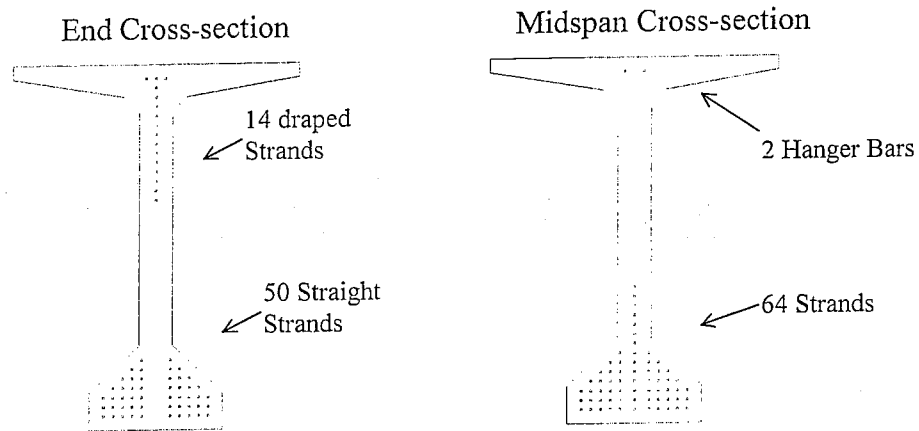 End Cross-section
14 draped
Strands
50 Straight
Strands
Midspan Cross-section
2 Hanger Bars
64 Strands